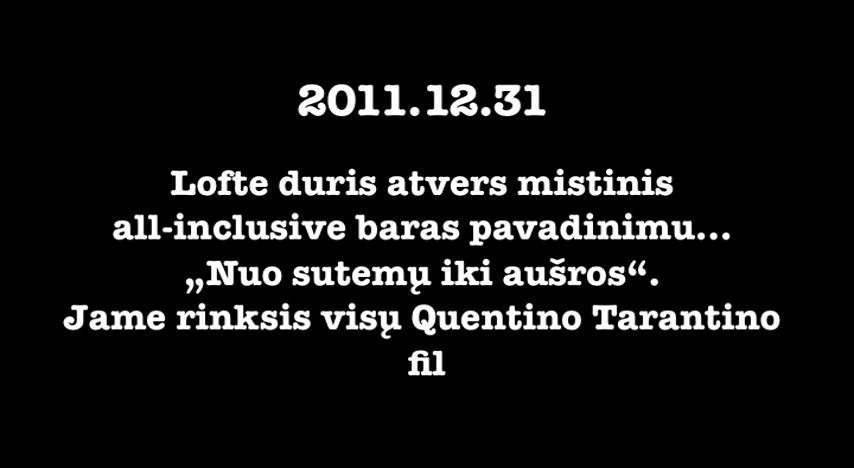 2011.12.31
Lofte duris atvers mistinis
all-inclusive baras pavadinimu...
„Nuo sutemų iki aušros“.
Jame rinksis visų Quentino Tarantino
fil